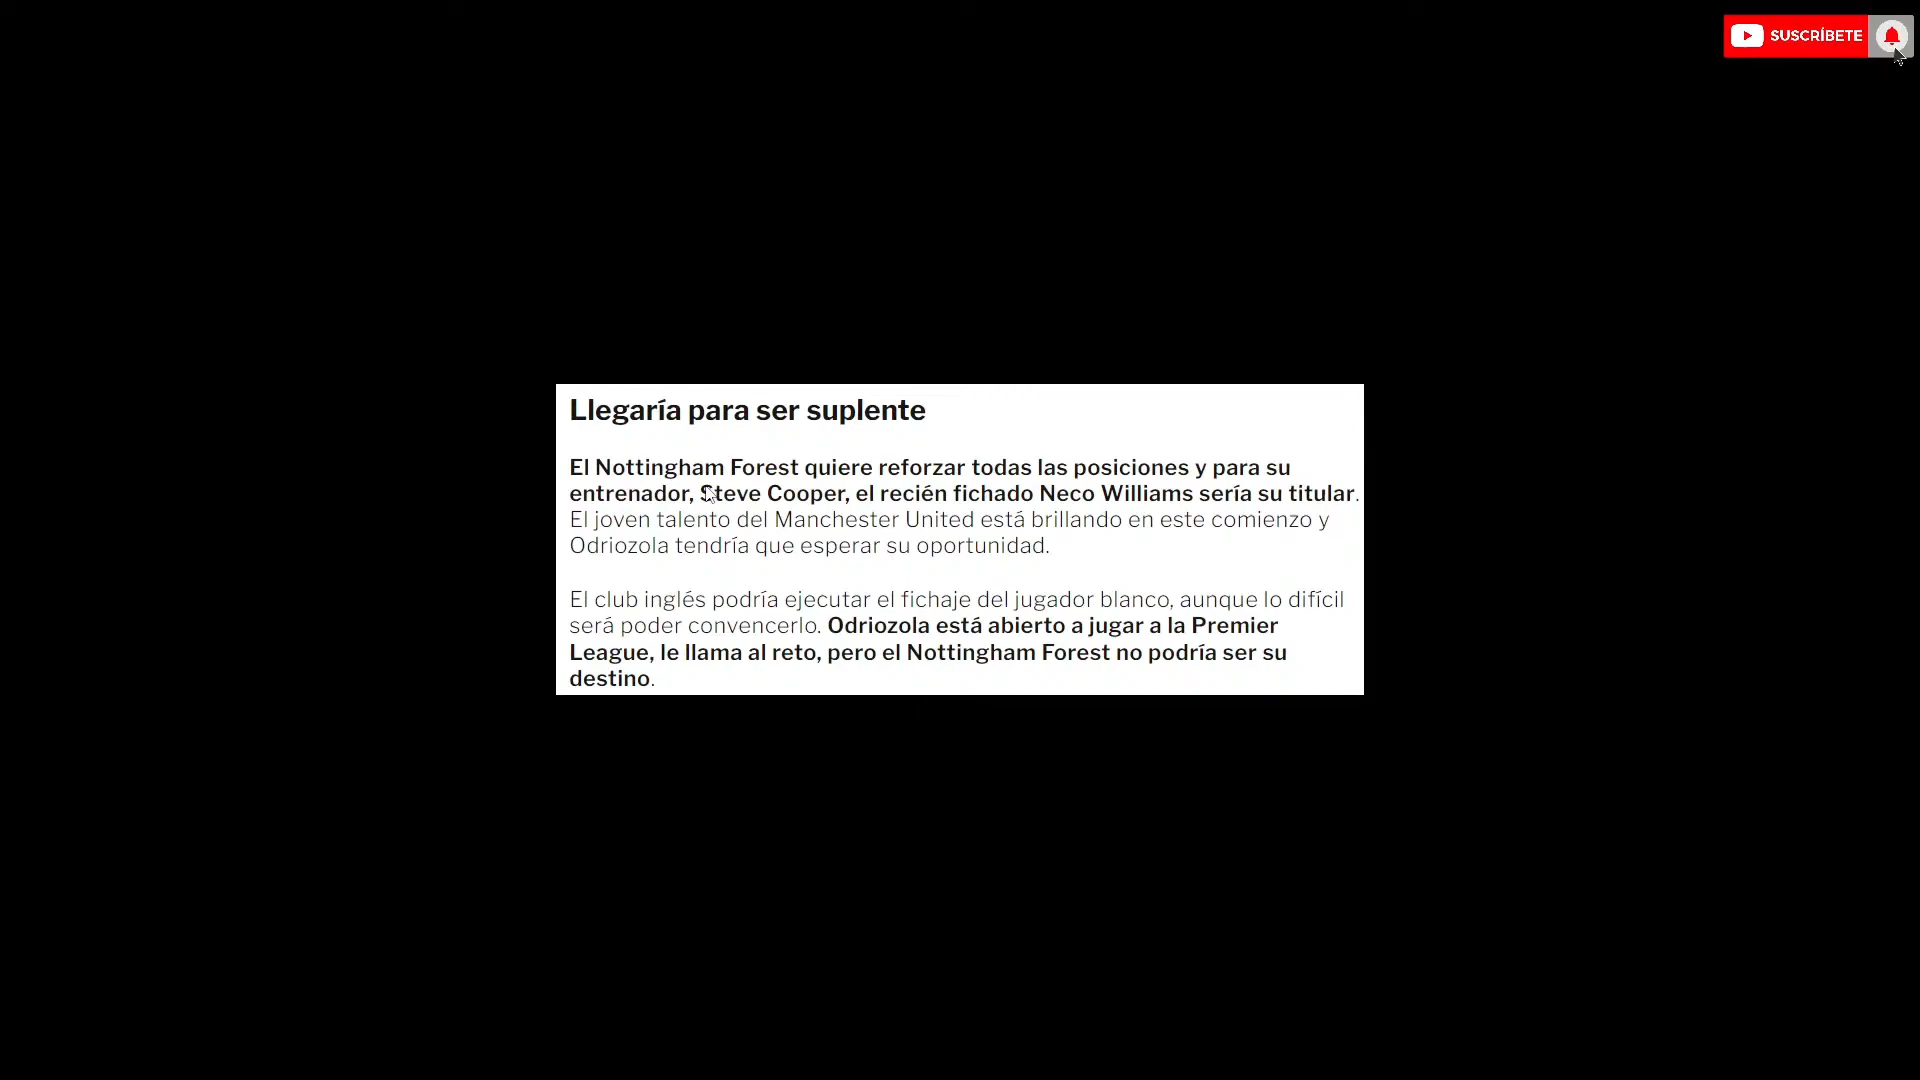 SUSCRÍBETE
Llegaría para ser suplente
El Nottingham Forest quiere reforzar todas las posiciones y para su
entrenador, Steve Cooper, el recién fichado Neco Williams sería su titular.
El joven talento del Manchester United está brillando en este comienzo y
Odriozola tendría que esperar su oportunidad.
El club inglés podría ejecutar el fichaje del jugador blanco, aunque lo difícil
será poder convencerlo. Odriozola está abierto a jugar a la Premier
League, le llama al reto, pero el Nottingham Forest no podría ser su
destino.